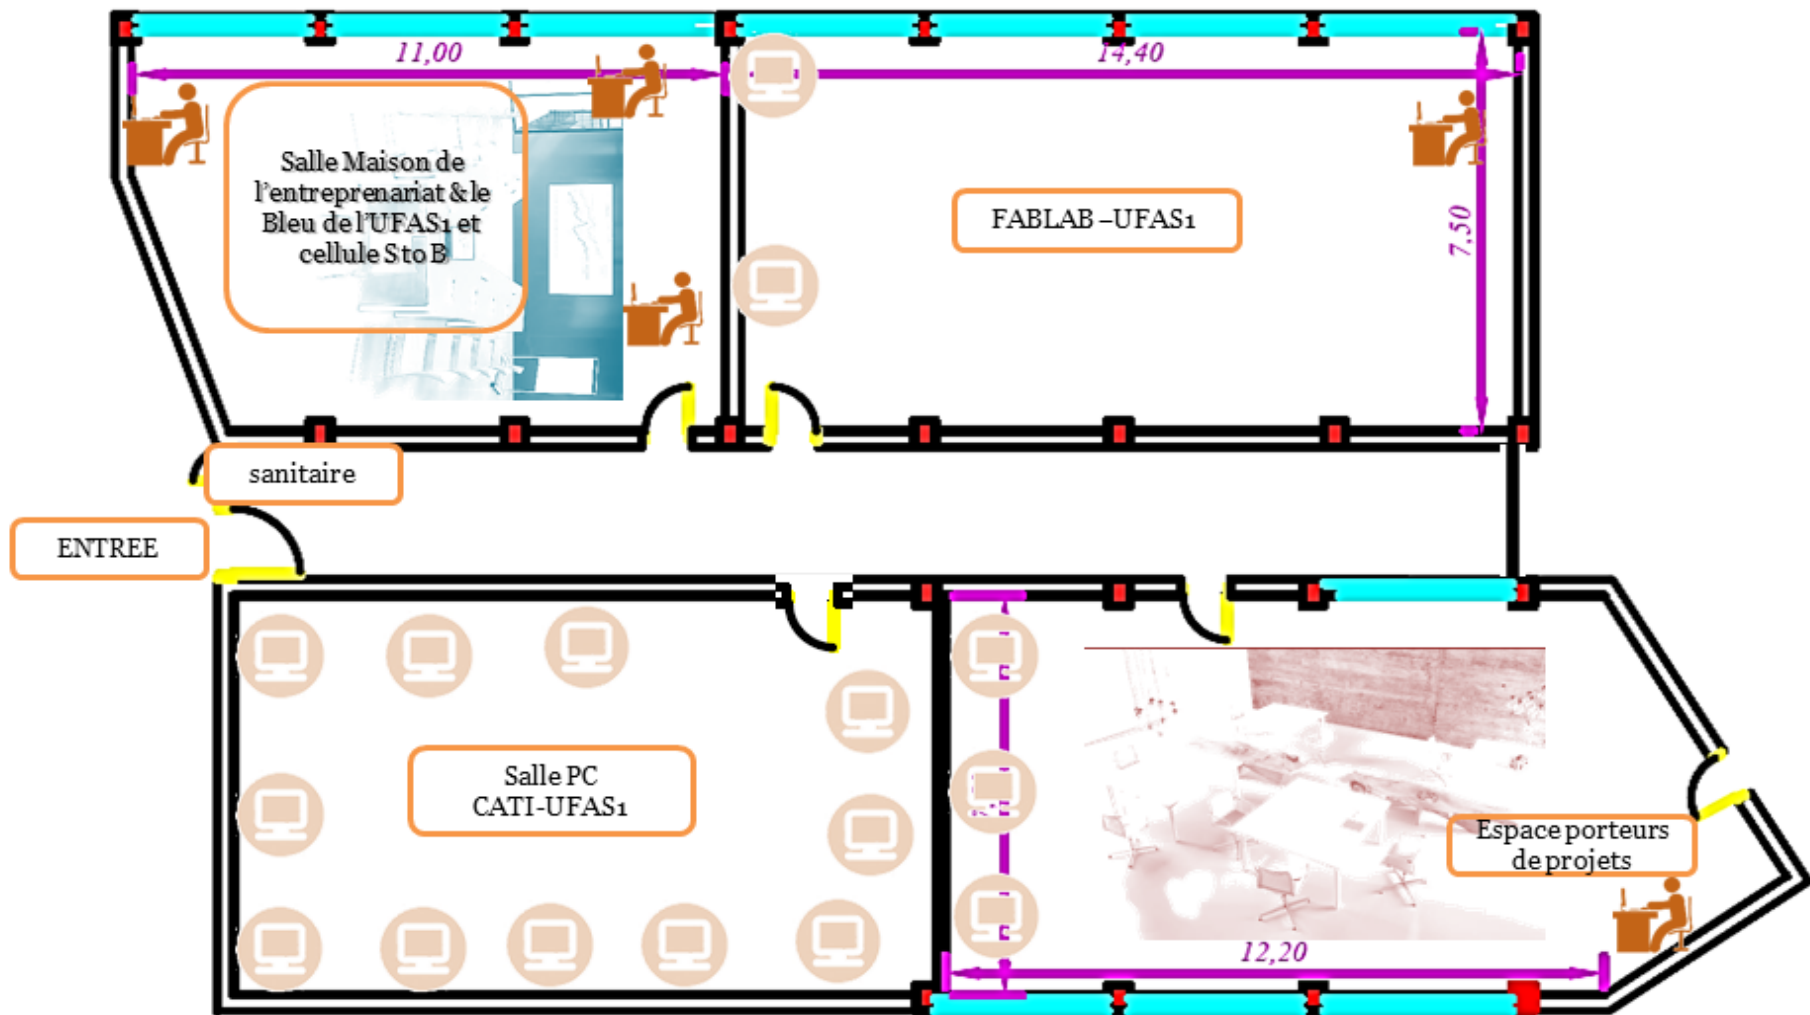 11,00
14,40
Salle Maison de
l'entreprenariat & le
Bleu de l'UFAS1 et
cellule S to B
FABLAB –UFAS1
7,50
sanitaire
ENTREE
Salle PC
CATI-UFAS1
Espace porteurs
de projets
12,20